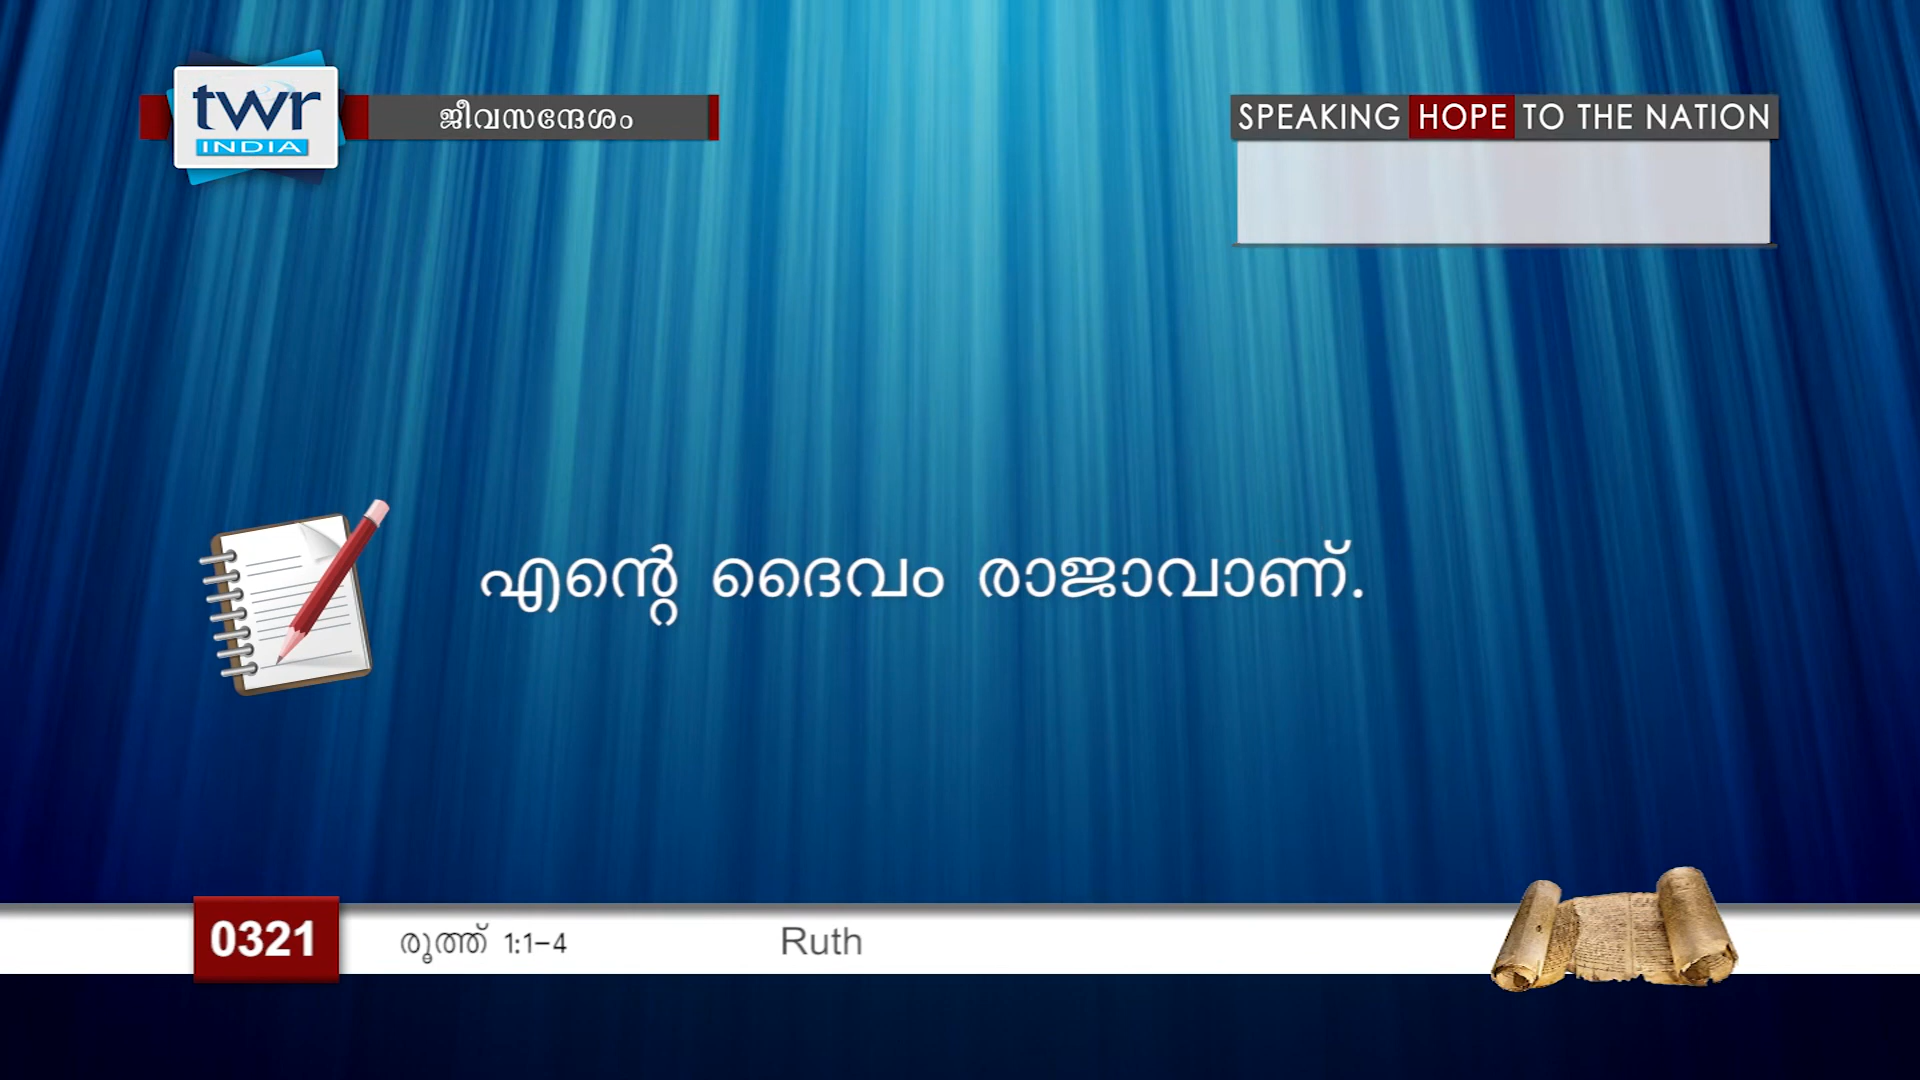 twr
INDIA
ജീവസന്ദേശം
SPEAKING HOPE TO THE NATION
എന്റെ ദൈവം രാജാവാണ്.
0321
രൂത്ത് 1:1-4
Ruth